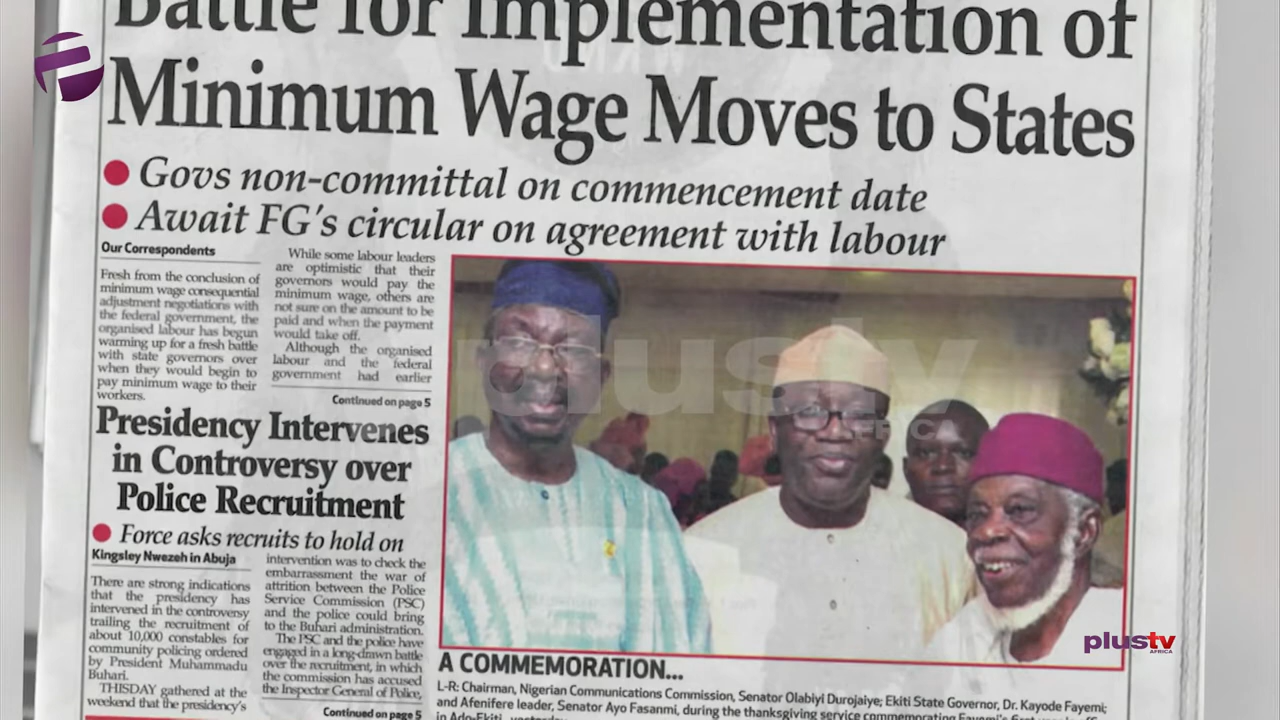 Battle for Implementation of
Minimum Wage Moves to States
Govs non-committal on commencement date
Await FG's circular on agreement with labour
Our Correspondents
Fresh from the conclusion of
minimum wage consequential
adjustment negotiations with
the federal government, the
organised labour has begun
warming up for a fresh battle
with state governors over
when they would begin to
pay minimum wage to their
workers.
While some labour leaders
are optimistic that their
governors would pay the
minimum wage, others are
not sure on the amount to be
paid and when the payment
would take off.
Although the organised
labour and the federal
government had earlier
Continued on page 5
Presidency Intervenes
in Controversy over
Police Recruitment
Force asks recruits to hold on
Kingsley Nwezeh in Abuja
There are strong indications
that the presidency has
intervened in the controversy
trailing the recruitment of
about 10,000 constables for
community policing ordered
by President Muhammadu
Buhari.
THISDAY gathered at the
weekend that the presidency's
intervention was to check the
embarrassment the war of
attrition between the Police
Service Commission (PSC)
and the police could bring
to the Buhari administration.
The PSC and the police have
engaged in a long-drawn battle
over the recruitment, in which
the commission has accused
the Inspector General of Police,
Continued on page 5
plustv
AFRICA
plustv
AFRICA
A COMMEMORATION...
L-R: Chairman, Nigerian Communications Commission, Senator Olabiyi Durojaiye; Ekiti State Governor, Dr. Kayode Fayemi;
and Afenifere leader, Senator Ayo Fasanmi, during the thanksgiving service commemorating Fayemi's first
in Ado-Ekiti, yesterday